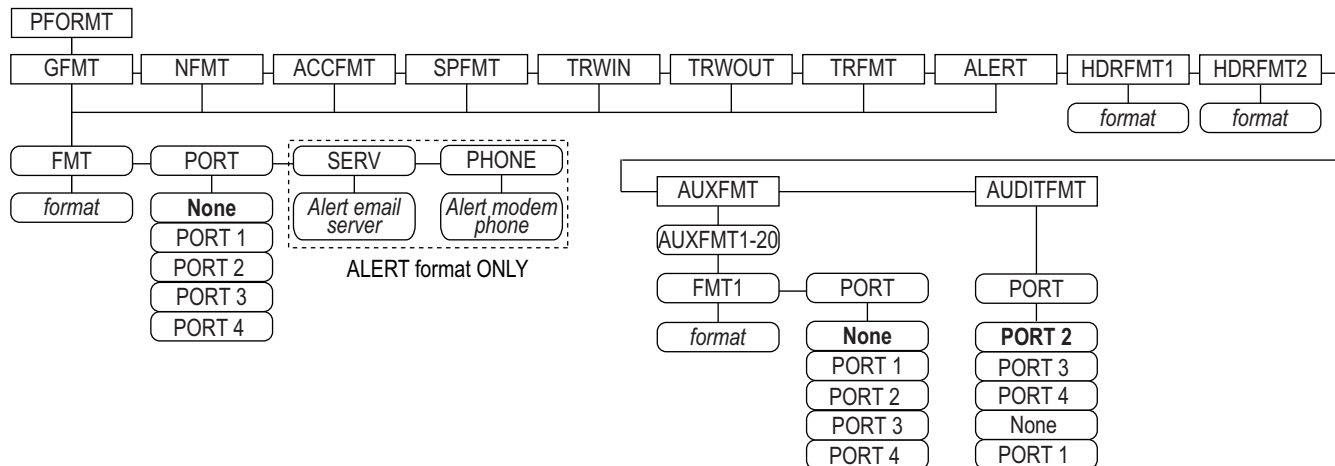 PFORMT
GFMT
NFMT
ACCFMT
SPFMT
TRWIN
TRWOUT
TRFMT
ALERT
HDRFMT1
HDRFMT2
format
format
FMT
PORT
SERV
PHONE
format
None
PORT 1
PORT 2
PORT 3
PORT 4
Alert email
server
Alert modem
phone
ALERT format ONLY
AUXFMT
AUDITFMT
AUXFMT1-20
FMT1
PORT
PORT
format
None
PORT 1
PORT 2
PORT 3
PORT 4
PORT 2
PORT 3
PORT 4
None
PORT 1